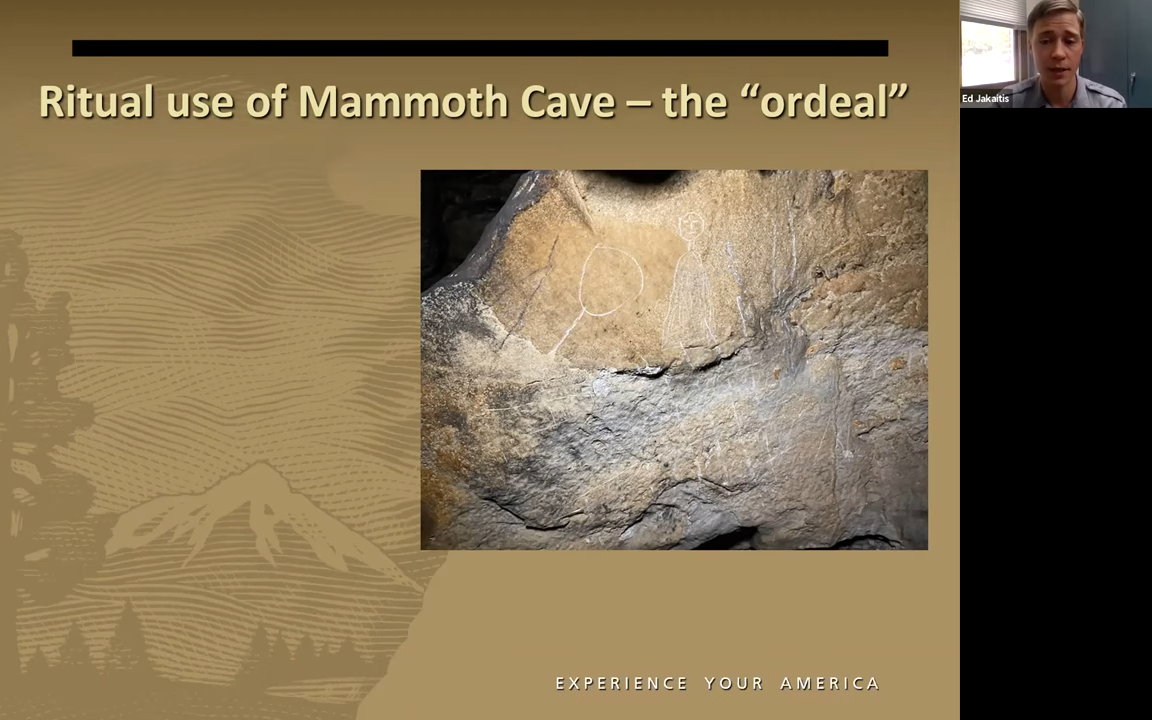 Ritual use of Mammoth Cave – the “ordeal”
Ed Jakaitis
EXPERIENCE YOUR AMERICA